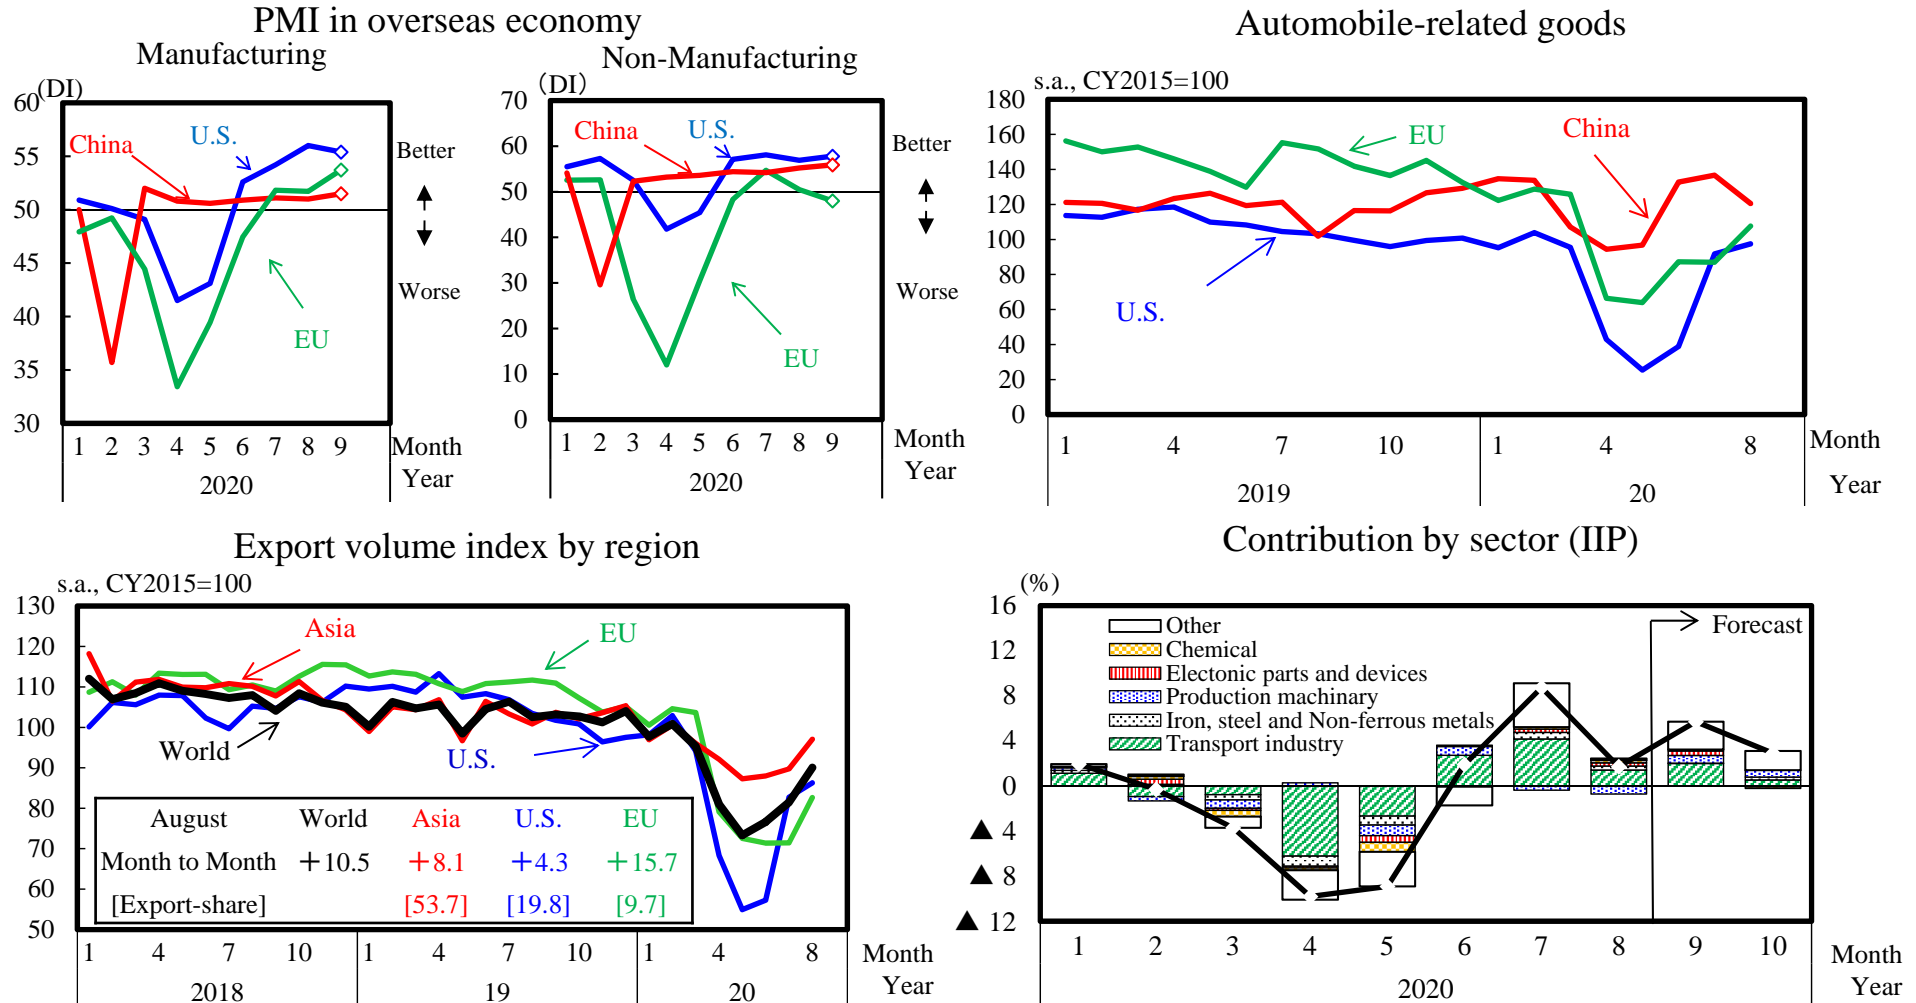 PMI in overseas economy
Manufacturing
(DI)
60
55
50
45
40
35
30
China
U.S.
EU
Better
Worse
1 2 3 4 5 6 7 8 9 Month
2020 Year
Non-Manufacturing
(DI)
70
60
50
40
30
20
10
0
China
U.S.
EU
Better
Worse
1 2 3 4 5 6 7 8 9 Month
2020 Year
Automobile-related goods
s.a., CY2015=100
180
160
140
120
100
80
60
40
20
0
EU
China
U.S.
1 4 7 10 1 4 8 Month
2019 20 Year
Export volume index by region
s.a., CY2015=100
130
120
110
100
90
80
70
60
50
Asia
EU
World
U.S.
August World Asia U.S. EU
Month to Month +10.5 +8.1 +4.3 +15.7
[Export-share] [53.7] [19.8] [9.7]
1 4 7 10 1 4 7 10 1 4 8 Month
2018 19 20 Year
Contribution by sector (IIP)
(%)
16
12
8
4
0
▲ 4
▲ 8
▲ 12
Other
Chemical
Electonic parts and devices
Production machinary
Iron, steel and Non-ferrous metals
Transport industry
Forecast
1 2 3 4 5 6 7 8 9 10 Month
2020 Year